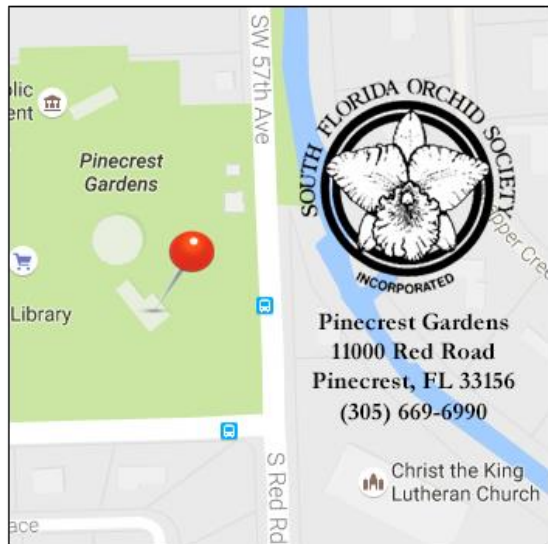 SW 57th Ave
SOUTH FLORIDA ORCHID SOCIETY
INCORPORATED
Pinecrest
Gardens
Library
Pinecrest Gardens
11000 Red Road
Pinecrest, FL 33156
(305) 669-6990
S Red Rd
Christ the King
Lutheran Church